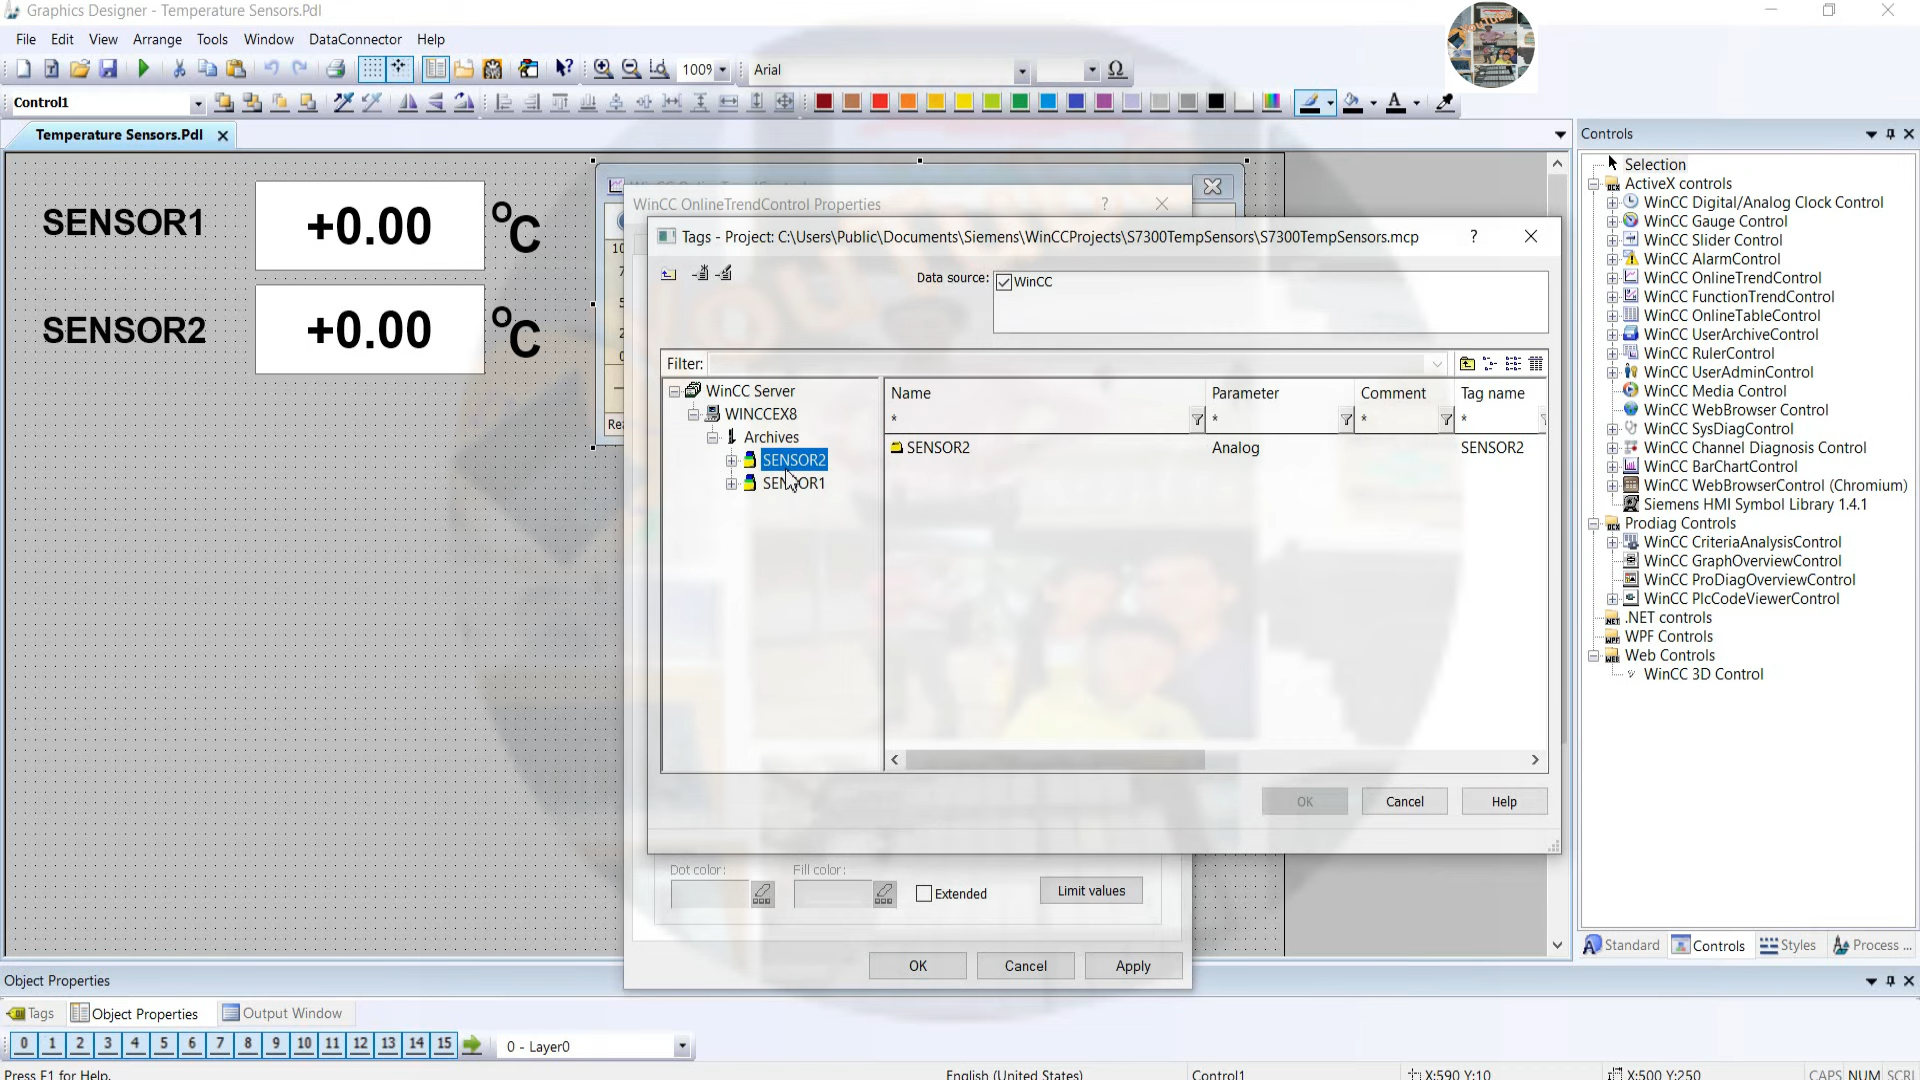 Graphics Designer - Temperature Sensors.Pdl
File Edit View Arrange Tools Window DataConnector Help
100% Arial Ω
Control1
Temperature Sensors.Pdl
SENSOR1 +0.00 °C
SENSOR2 +0.00 °C
WinCC OnlineTrendControl Properties ?
Tags - Project: C:\Users\Public\Documents\Siemens\WinCCProjects\S7300TempSensors\S7300TempSensors.mcp ?
Data source: WinCC
Filter:
WinCC Server
WINCCEX8
Archives
SENSOR2
SENSOR1
Name Parameter Comment Tag name
* * * *
SENSOR2 Analog SENSOR2
OK Cancel Help
Dot color: Fill color:
Extended Limit values
OK Cancel Apply
Controls
Selection
ActiveX controls
WinCC Digital/Analog Clock Control
WinCC Gauge Control
WinCC Slider Control
WinCC AlarmControl
WinCC OnlineTrendControl
WinCC FunctionTrendControl
WinCC OnlineTableControl
WinCC UserArchiveControl
WinCC RulerControl
WinCC UserAdminControl
WinCC Media Control
WinCC WebBrowser Control
WinCC SysDiagControl
WinCC Channel Diagnosis Control
WinCC BarChartControl
WinCC WebBrowserControl (Chromium)
Siemens HMI Symbol Library 1.4.1
Prodiag Controls
WinCC CriteriaAnalysisControl
WinCC GraphOverviewControl
WinCC ProDiagOverviewControl
WinCC PlcCodeViewerControl
.NET controls
WPF Controls
Web Controls
WinCC 3D Control
Standard Controls Styles Process ...
Object Properties
Tags Object Properties Output Window
0 1 2 3 4 5 6 7 8 9 10 11 12 13 14 15 0 - Layer0
Press F1 for Help. English (United States) Control1 X:590 Y:10 X:500 Y:250 CAPS NUM SCRL